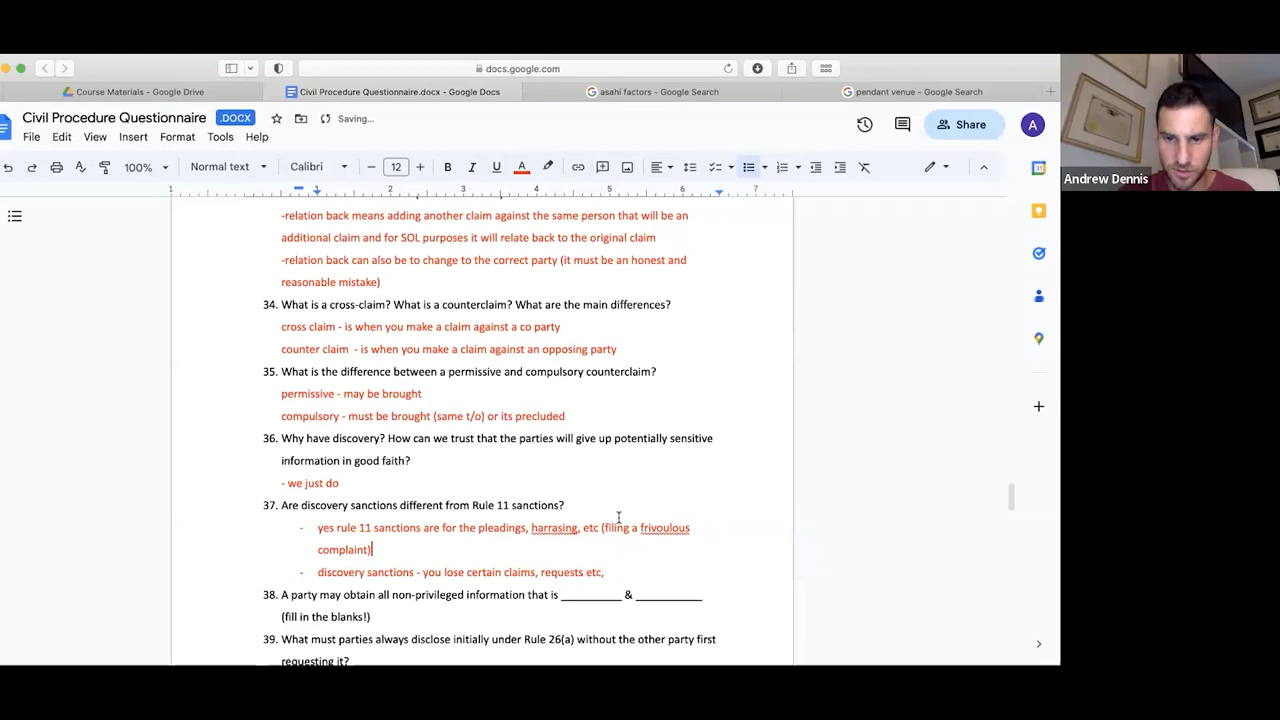 docs.google.com
Course Materials - Google Drive
Civil Procedure Questionnaire.docx - Google Docs
asahi factors - Google Search
pendant venue - Google Search
Civil Procedure Questionnaire
.DOCX
Saving...
File Edit View Insert Format Tools Help
Share
A
Andrew Dennis
100%
Normal text
Calibri
12
B I U A
1 1 2 3 4 5 6 7
-relation back means adding another claim against the same person that will be an
additional claim and for SOL purposes it will relate back to the original claim
-relation back can also be to change to the correct party (it must be an honest and
reasonable mistake)
34. What is a cross-claim? What is a counterclaim? What are the main differences?
cross claim - is when you make a claim against a co party
counter claim - is when you make a claim against an opposing party
35. What is the difference between a permissive and compulsory counterclaim?
permissive - may be brought
compulsory - must be brought (same t/o) or its precluded
36. Why have discovery? How can we trust that the parties will give up potentially sensitive
information in good faith?
- we just do
37. Are discovery sanctions different from Rule 11 sanctions?
- yes rule 11 sanctions are for the pleadings, harrasing, etc (filing a frivoulous
complaint)
- discovery sanctions - you lose certain claims, requests etc,
38. A party may obtain all non-privileged information that is __________ & ___________
(fill in the blanks!)
39. What must parties always disclose initially under Rule 26(a) without the other party first
requesting it?